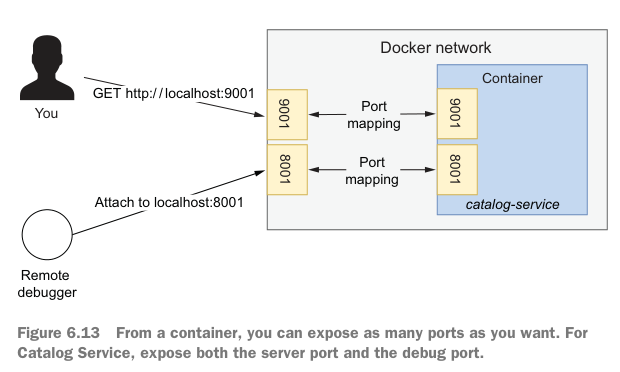 Docker network
Container
You
GET http://localhost:9001
9001
Port
mapping
9001
8001
Port
mapping
8001
Attach to localhost:8001
catalog-service
Remote
debugger
Figure 6.13 From a container, you can expose as many ports as you want. For
Catalog Service, expose both the server port and the debug port.